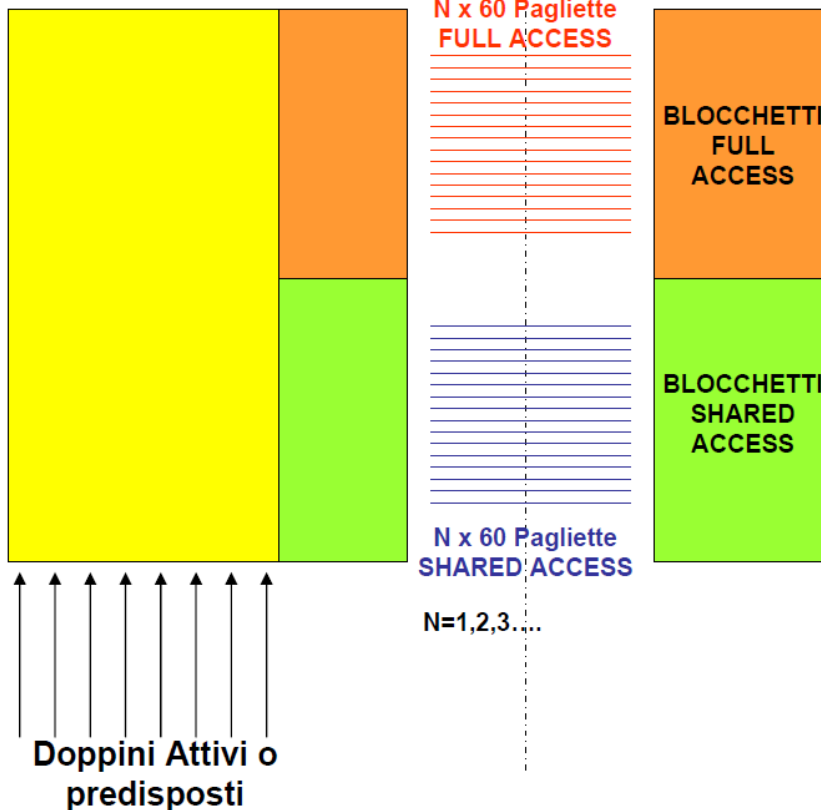 N x 60 Pagliette
FULL ACCESS
BLOCCHETTI
FULL
ACCESS
BLOCCHETTI
SHARED
ACCESS
N x 60 Pagliette
SHARED ACCESS
N=1,2,3....
Doppini Attivi o
predisposti